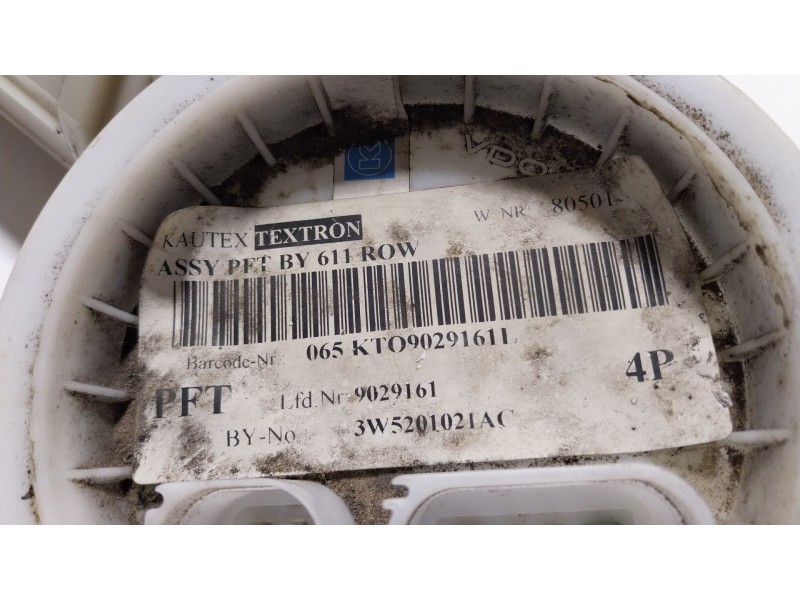 K
VDO
KAUTEX TEXTRON W NR 80501
ASSY PFT BY 611 ROW
Barcode-Nr 065 KTO9029161L
PFT Lfd.Nr 9029161 4P
BY-No 3W5201021AC